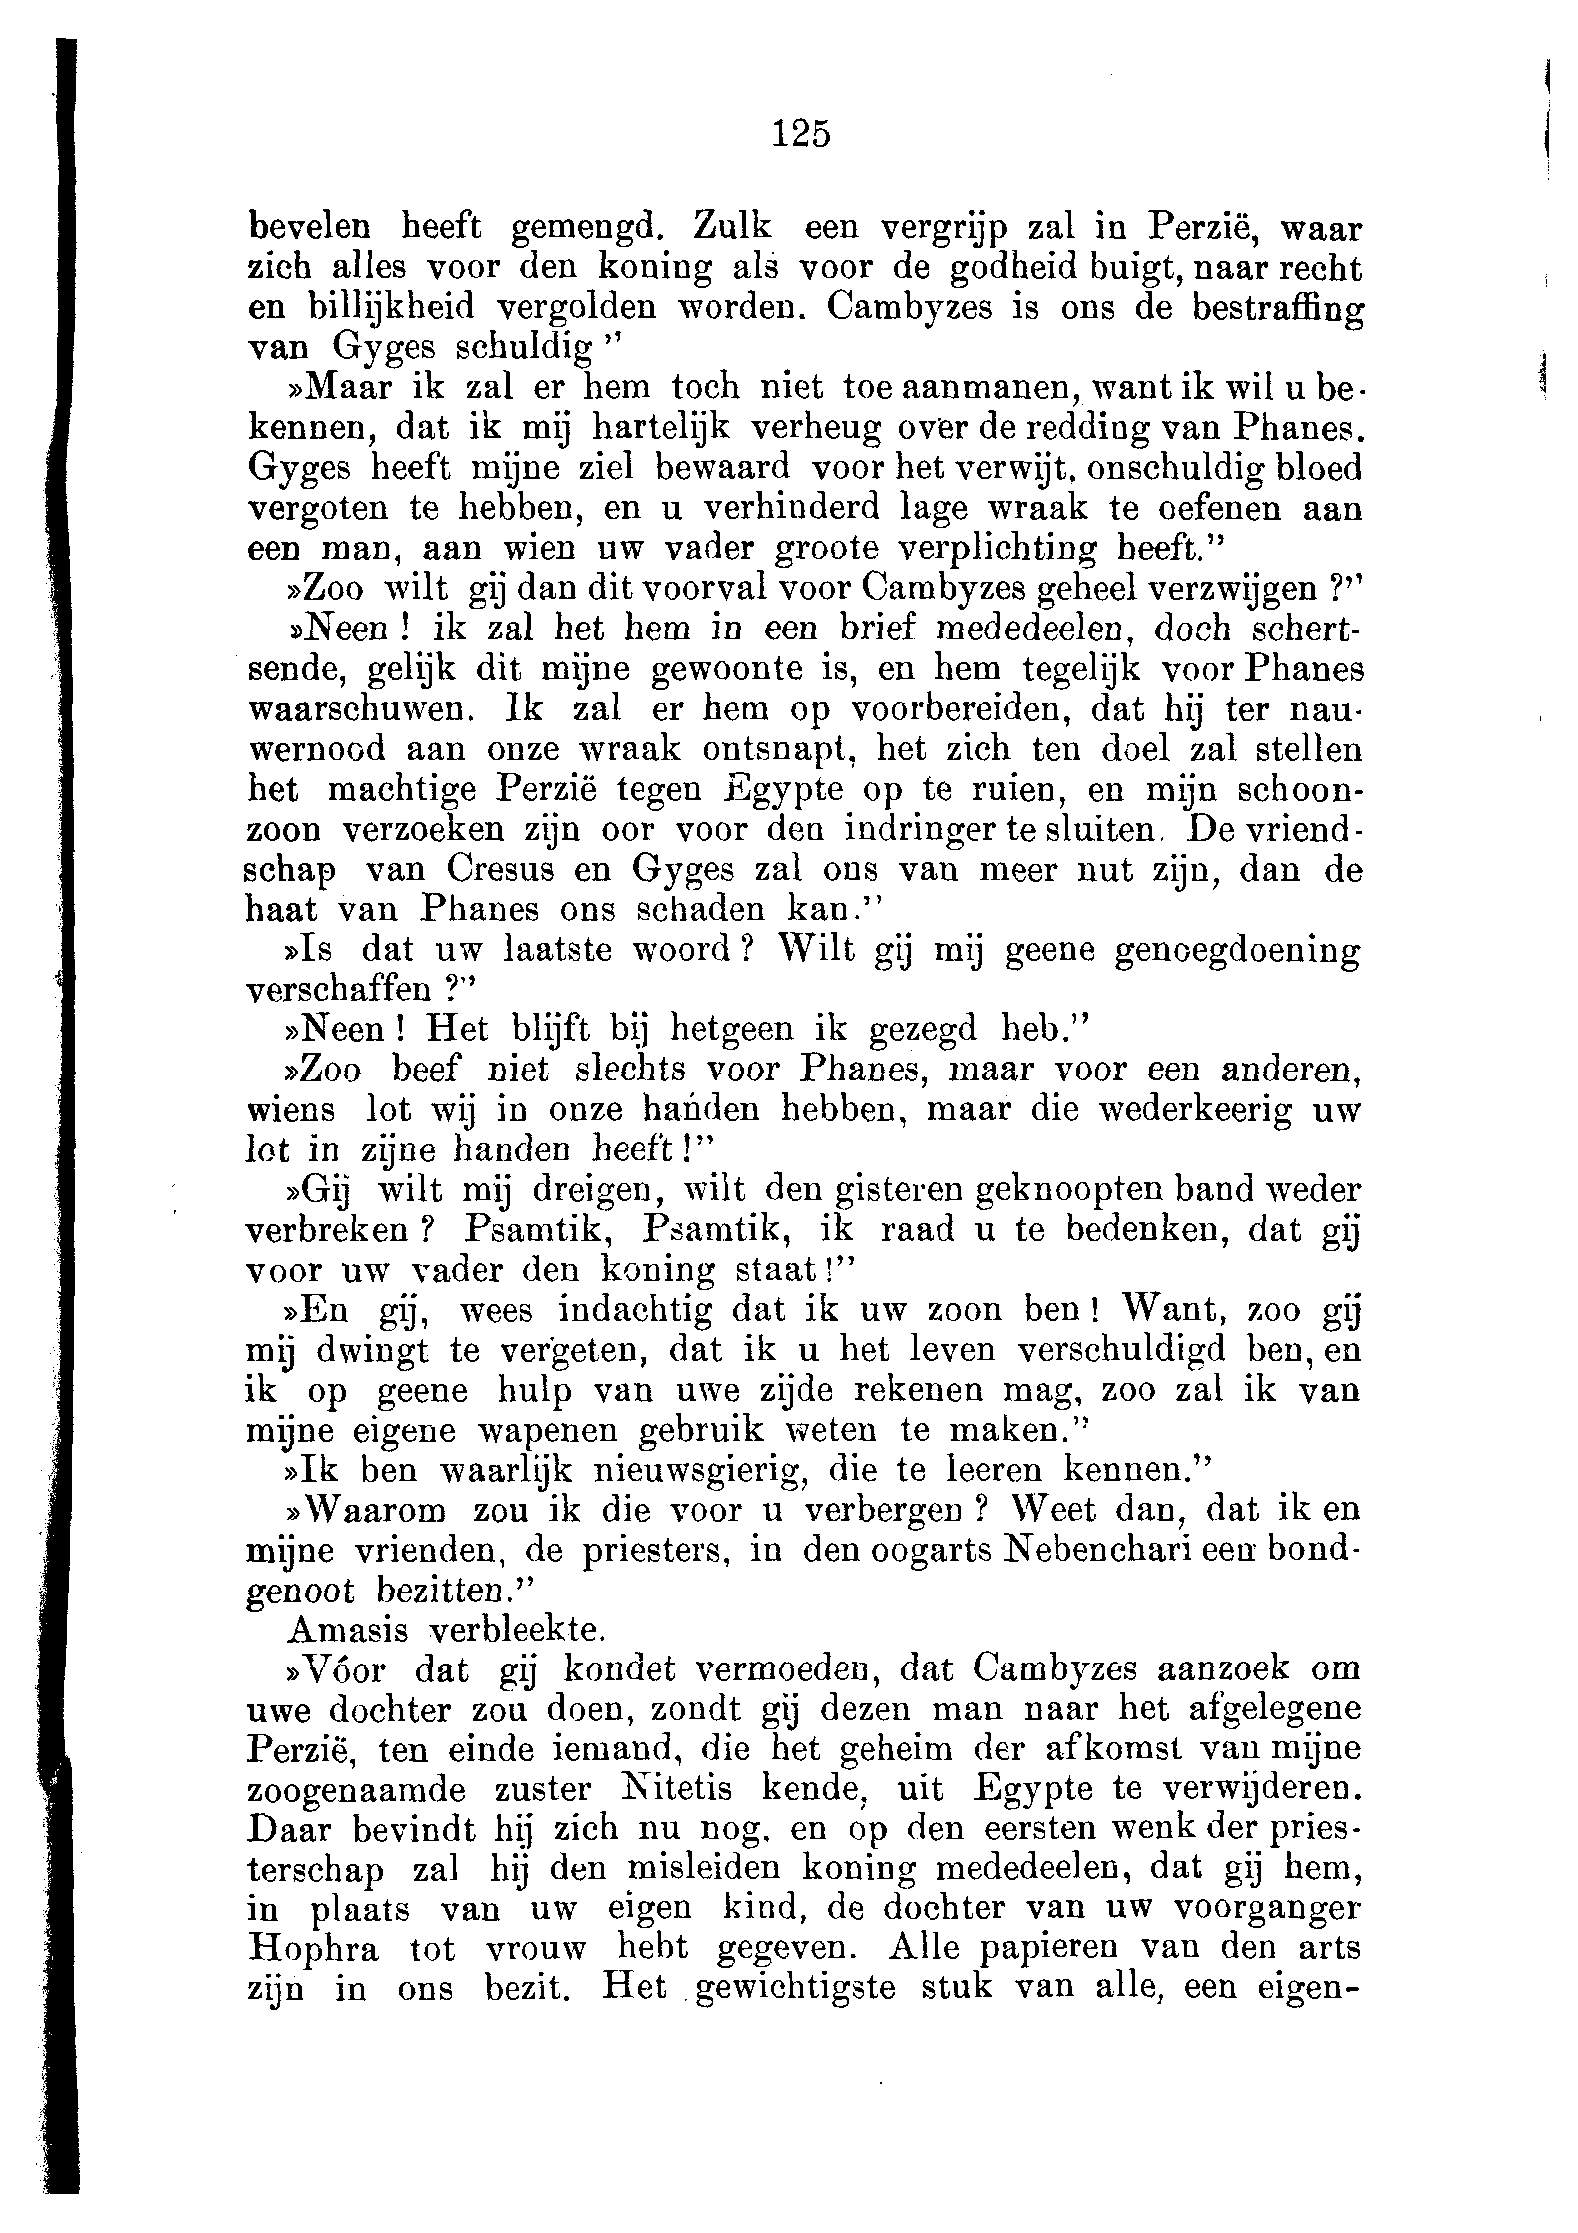 125
bevelen heeft gemengd. Zulk een vergrijp zal in Perzië, waar
zich alles voor den koning als voor de godheid buigt, naar recht
en billijkheid vergolden worden. Cambyzes is ons de bestraffing
van Gyges schuldig ”
»Maar ik zal er hem toch niet toe aanmanen, want ik wil u be-
kennen, dat ik mij hartelijk verheug over de redding van Phanes.
Gyges heeft mijne ziel bewaard voor het verwijt, onschuldig bloed
vergoten te hebben, en u verhinderd lage wraak te oefenen aan
een man, aan wien uw vader groote verplichting heeft.”
»Zoo wilt gij dan dit voorval voor Cambyzes geheel verzwijgen ?”
»Neen ! ik zal het hem in een brief mededeelen, doch schert-
sende, gelijk dit mijne gewoonte is, en hem tegelijk voor Phanes
waarschuwen. Ik zal er hem op voorbereiden, dat hij ter nau-
wernood aan onze wraak ontsnapt, het zich ten doel zal stellen
het machtige Perzië tegen Egypte op te ruien, en mijn schoon-
zoon verzoeken zijn oor voor den indringer te sluiten. De vriend-
schap van Cresus en Gyges zal ons van meer nut zijn, dan de
haat van Phanes ons schaden kan.”
»Is dat uw laatste woord ? Wilt gij mij geene genoegdoening
verschaffen ?”
»Neen ! Het blijft bij hetgeen ik gezegd heb.”
»Zoo beef niet slechts voor Phanes, maar voor een anderen,
wiens lot wij in onze handen hebben, maar die wederkeerig uw
lot in zijne handen heeft !”
»Gij wilt mij dreigen, wilt den gisteren geknoopten band weder
verbreken ? Psamtik, Psamtik, ik raad u te bedenken, dat gij
voor uw vader den koning staat !”
»En gij, wees indachtig dat ik uw zoon ben ! Want, zoo gij
mij dwingt te vergeten, dat ik u het leven verschuldigd ben, en
ik op geene hulp van uwe zijde rekenen mag, zoo zal ik van
mijne eigene wapenen gebruik weten te maken.”
»Ik ben waarlijk nieuwsgierig, die te leeren kennen.”
»Waarom zou ik die voor u verbergen ? Weet dan, dat ik en
mijne vrienden, de priesters, in den oogarts Nebenchari een bond-
genoot bezitten.”
Amasis verbleekte.
»Vóor dat gij kondet vermoeden, dat Cambyzes aanzoek om
uwe dochter zou doen, zondt gij dezen man naar het afgelegene
Perzië, ten einde iemand, die het geheim der afkomst van mijne
zoogenaamde zuster Nitetis kende, uit Egypte te verwijderen.
Daar bevindt hij zich nu nog, en op den eersten wenk der pries-
terschap zal hij den misleiden koning mededeelen, dat gij hem,
in plaats van uw eigen kind, de dochter van uw voorganger
Hophra tot vrouw hebt gegeven. Alle papieren van den arts
zijn in ons bezit. Het gewichtigste stuk van alle, een eigen-